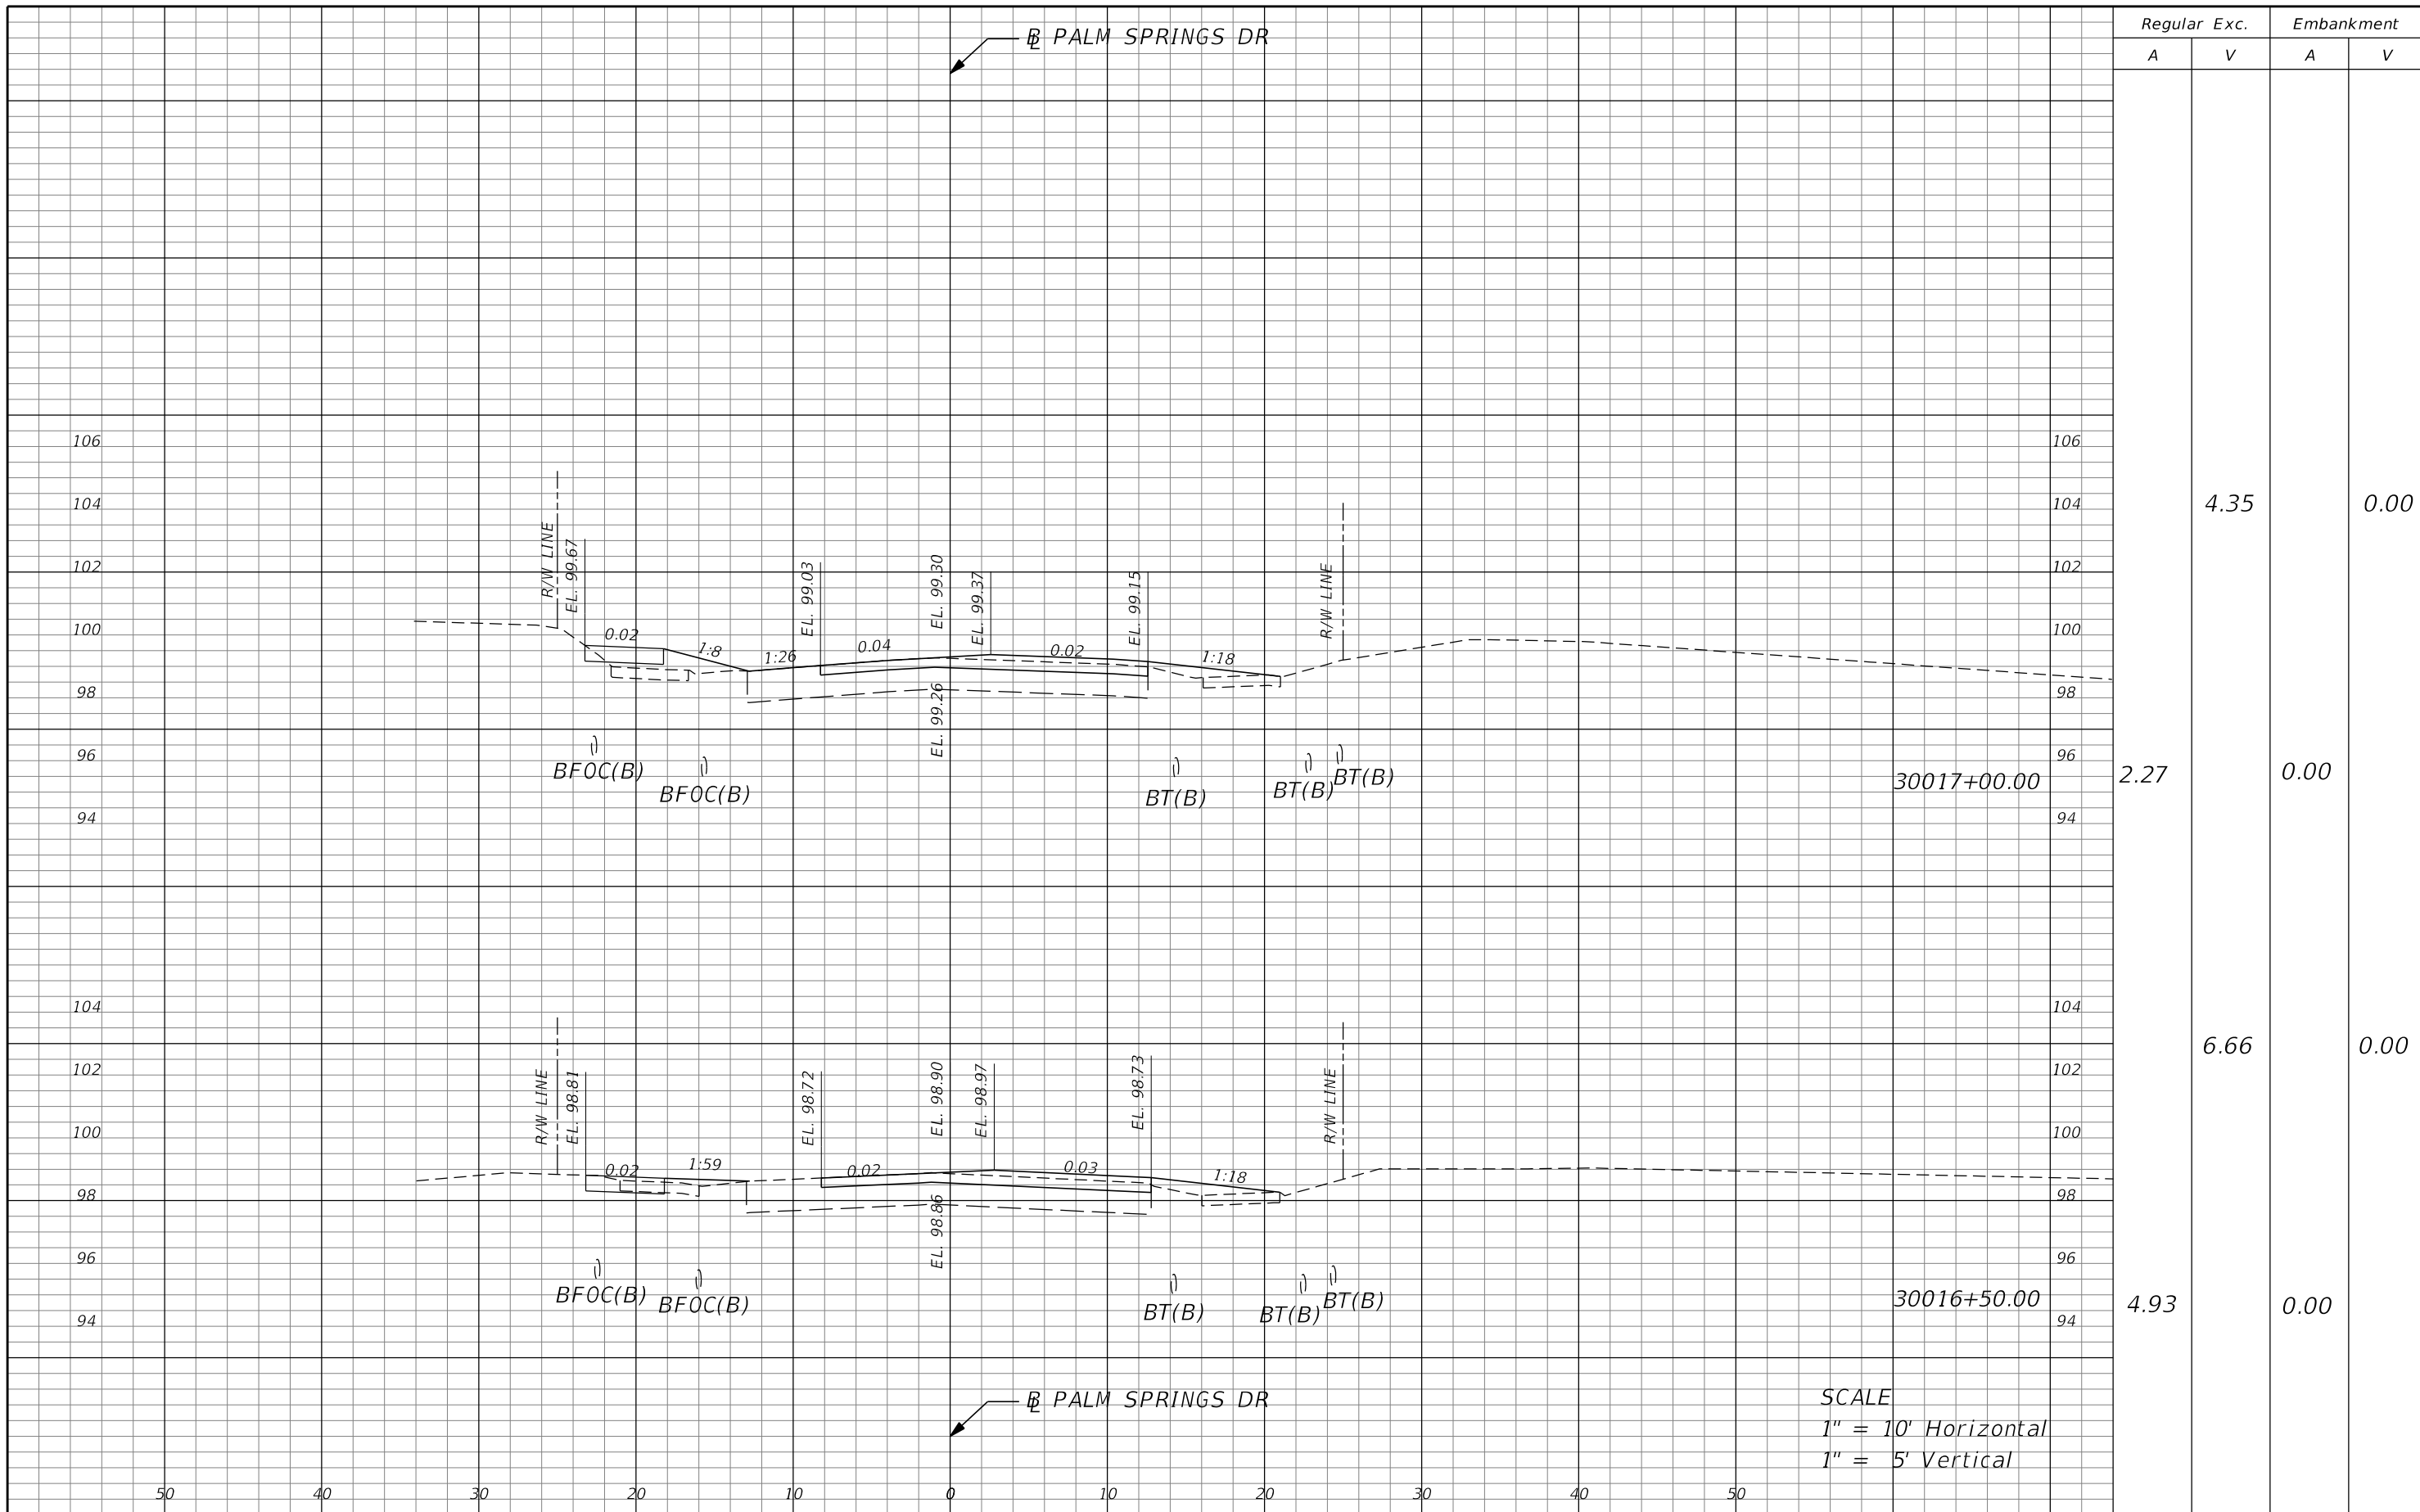 Regular Exc. Embankment
A V A V
℄ PALM SPRINGS DR
106 106
104 104 4.35 0.00
R/W LINE EL. 99.67 EL. 99.03 EL. 99.30 EL. 99.37 EL. 99.15 R/W LINE
102 102
100 100
0.02 1:8 1:26 0.04 0.02 1:18
98 98
EL. 99.26
96 96
BFOC(B) BFOC(B) BT(B) BT(B) BT(B) 30017+00.00 2.27 0.00
94 94
104 104
6.66 0.00
102 102
R/W LINE EL. 98.81 EL. 98.72 EL. 98.90 EL. 98.97 EL. 98.73 R/W LINE
100 100
0.02 1:59 0.02 0.03 1:18
98 98
EL. 98.86
96 96
BFOC(B) BFOC(B) BT(B) BT(B) BT(B) 30016+50.00 4.93 0.00
94 94
℄ PALM SPRINGS DR
SCALE
1" = 10' Horizontal
1" = 5' Vertical
50 40 30 20 10 0 10 20 30 40 50